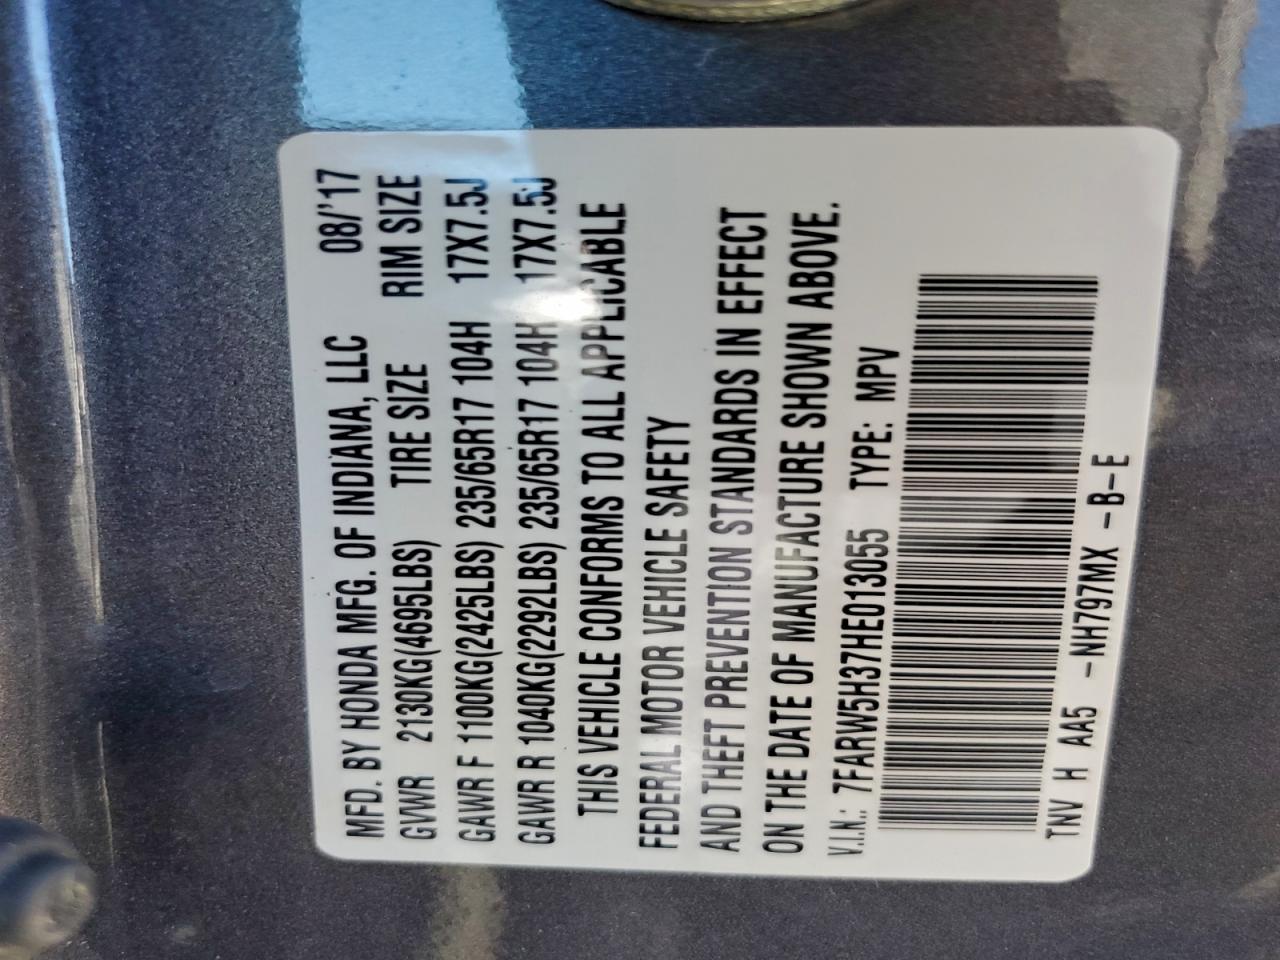 MFD. BY HONDA MFG. OF INDIANA, LLC 08/'17
GVWR 2130KG(4695LBS) TIRE SIZE RIM SIZE
GAWR F 1100KG(2425LBS) 235/65R17 104H 17X7.5J
GAWR R 1040KG(2292LBS) 235/65R17 104H 17X7.5J
THIS VEHICLE CONFORMS TO ALL APPLICABLE
FEDERAL MOTOR VEHICLE SAFETY
AND THEFT PREVENTION STANDARDS IN EFFECT
ON THE DATE OF MANUFACTURE SHOWN ABOVE.
V.I.N.: 7FARW5H37HE013055 TYPE: MPV
TNV H AA5 -NH797MX -B-E